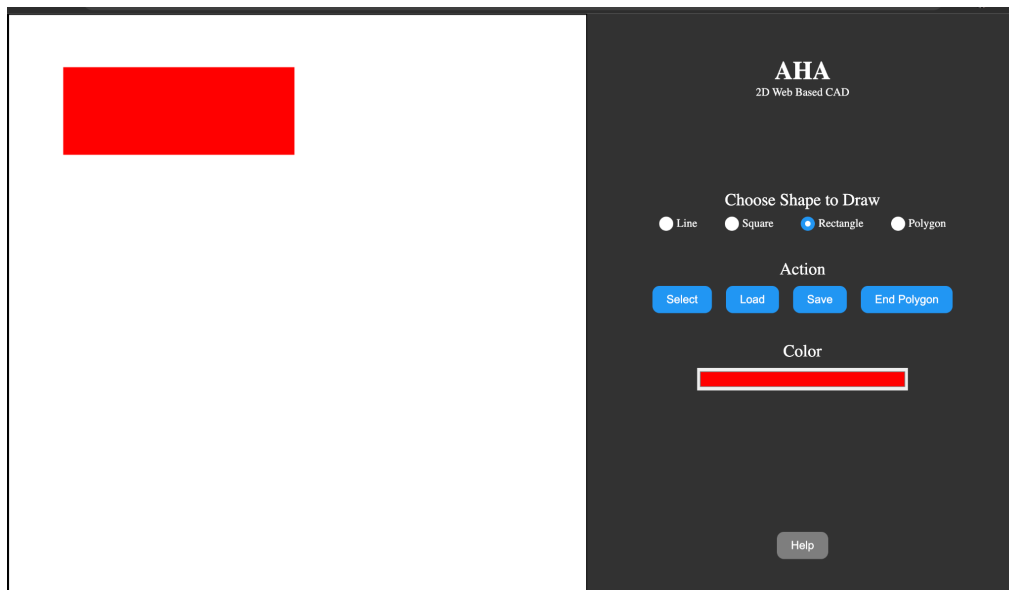 AHA
2D Web Based CAD
Choose Shape to Draw
Line Square Rectangle Polygon
Action
Select Load Save End Polygon
Color
Help